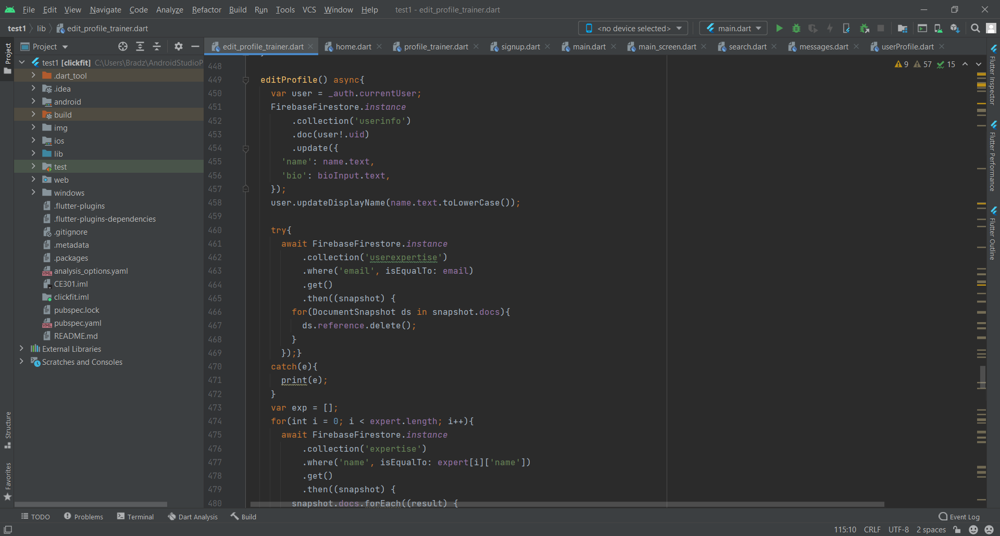 File Edit View Navigate Code Analyze Refactor Build Run Tools VCS Window Help test1 - edit_profile_trainer.dart
test1 lib edit_profile_trainer.dart <no device selected> main.dart
Project
Project
edit_profile_trainer.dart home.dart profile_trainer.dart signup.dart main.dart main_screen.dart search.dart messages.dart userProfile.dart
test1 [clickfit] C:\Users\Bradz\AndroidStudioP
.dart_tool
.idea
android
build
img
ios
lib
test
web
windows
.flutter-plugins
.flutter-plugins-dependencies
.gitignore
.metadata
.packages
analysis_options.yaml
CE301.iml
clickfit.iml
pubspec.lock
pubspec.yaml
README.md
External Libraries
Scratches and Consoles
Structure
Favorites
9 57 15
448
449 editProfile() async{
450 var user = _auth.currentUser;
451 FirebaseFirestore.instance
452 .collection('userinfo')
453 .doc(user!.uid)
454 .update({
455 'name': name.text,
456 'bio': bioInput.text,
457 });
458 user.updateDisplayName(name.text.toLowerCase());
459
460 try{
461 await FirebaseFirestore.instance
462 .collection('userexpertise')
463 .where('email', isEqualTo: email)
464 .get()
465 .then((snapshot) {
466 for(DocumentSnapshot ds in snapshot.docs){
467 ds.reference.delete();
468 }
469 });}
470 catch(e){
471 print(e);
472 }
473 var exp = [];
474 for(int i = 0; i < expert.length; i++){
475 await FirebaseFirestore.instance
476 .collection('expertise')
477 .where('name', isEqualTo: expert[i]['name'])
478 .get()
479 .then((snapshot) {
480 snapshot.docs.forEach((result) {
Flutter Inspector
Flutter Performance
Flutter Outline
TODO Problems Terminal Dart Analysis Build Event Log
115:10 CRLF UTF-8 2 spaces